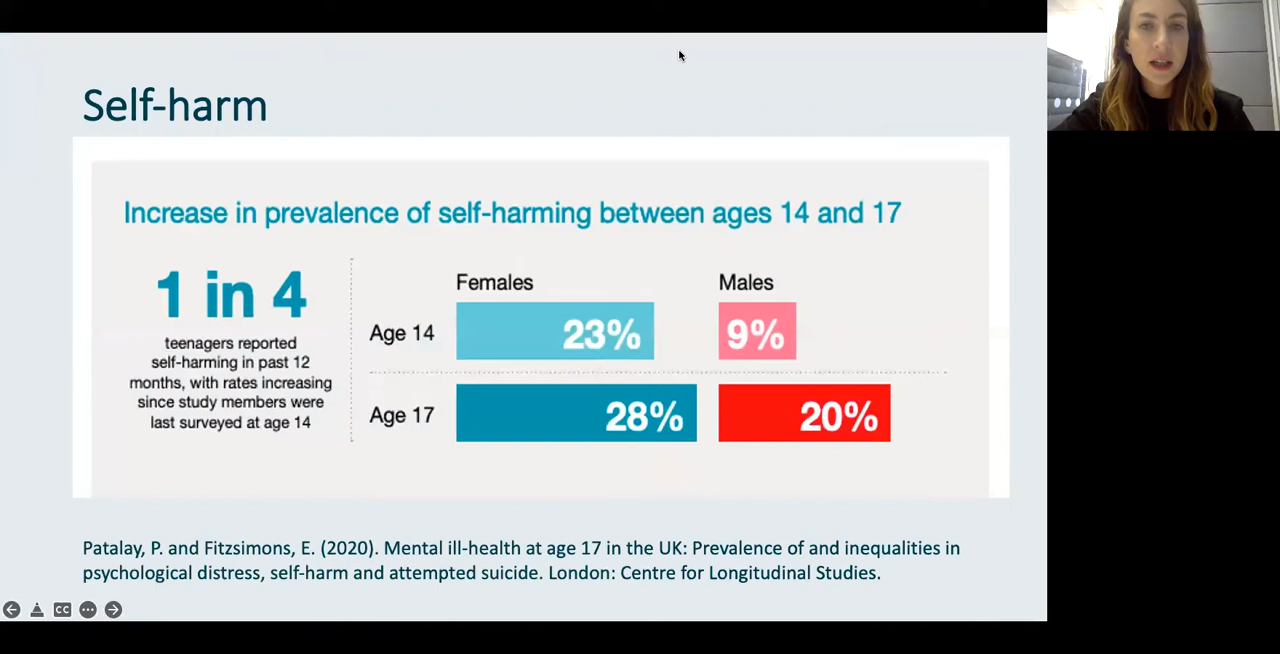 Self-harm
Increase in prevalence of self-harming between ages 14 and 17
1 in 4
teenagers reported
self-harming in past 12
months, with rates increasing
since study members were
last surveyed at age 14
Females Males
Age 14 23% 9%
Age 17 28% 20%
Patalay, P. and Fitzsimons, E. (2020). Mental ill-health at age 17 in the UK: Prevalence of and inequalities in
psychological distress, self-harm and attempted suicide. London: Centre for Longitudinal Studies.
CC